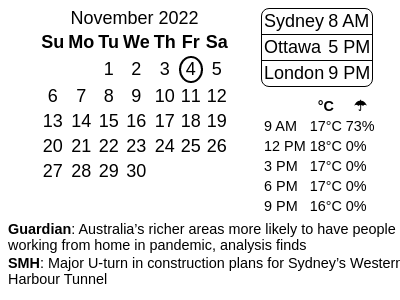 November 2022
Su Mo Tu We Th Fr Sa
1 2 3 4 5
6 7 8 9 10 11 12
13 14 15 16 17 18 19
20 21 22 23 24 25 26
27 28 29 30
Sydney 8 AM
Ottawa 5 PM
London 9 PM
°C ☂
9 AM 17°C 73%
12 PM 18°C 0%
3 PM 17°C 0%
6 PM 17°C 0%
9 PM 16°C 0%
Guardian: Australia’s richer areas more likely to have people
working from home in pandemic, analysis finds
SMH: Major U-turn in construction plans for Sydney’s Western
Harbour Tunnel